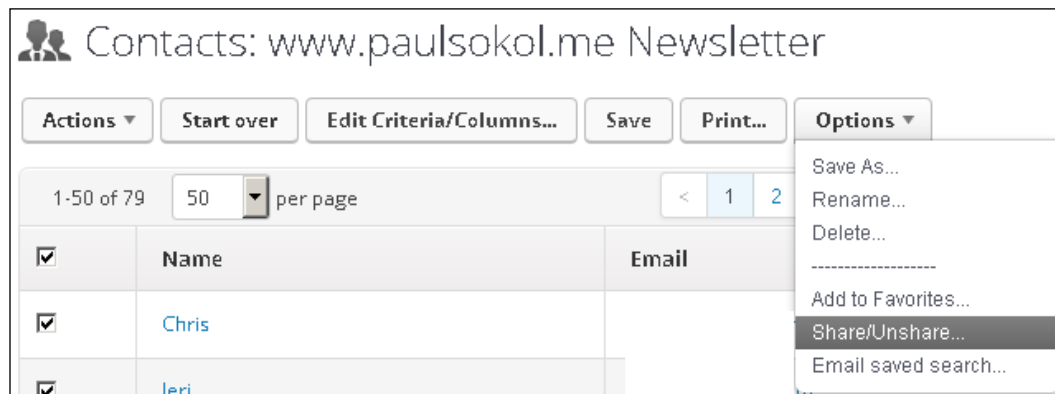 Contacts: www.paulsokol.me Newsletter
Actions Start over Edit Criteria/Columns... Save Print... Options
Save As...
1-50 of 79 50 per page < 1 2
Rename...
Delete...
Name Email
-------------------
Add to Favorites...
Chris
Share/Unshare...
Email saved search...